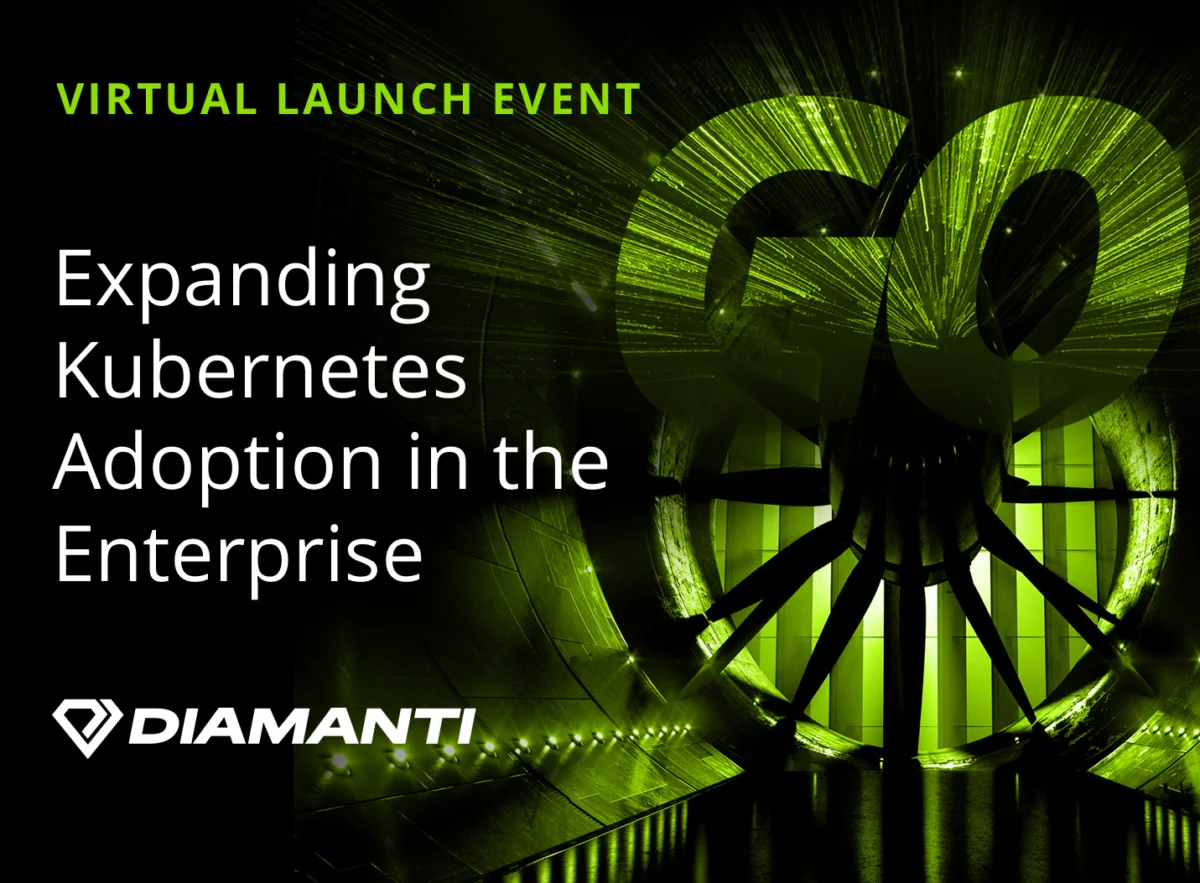 VIRTUAL LAUNCH EVENT
GO
Expanding
Kubernetes
Adoption in the
Enterprise
DIAMANTI